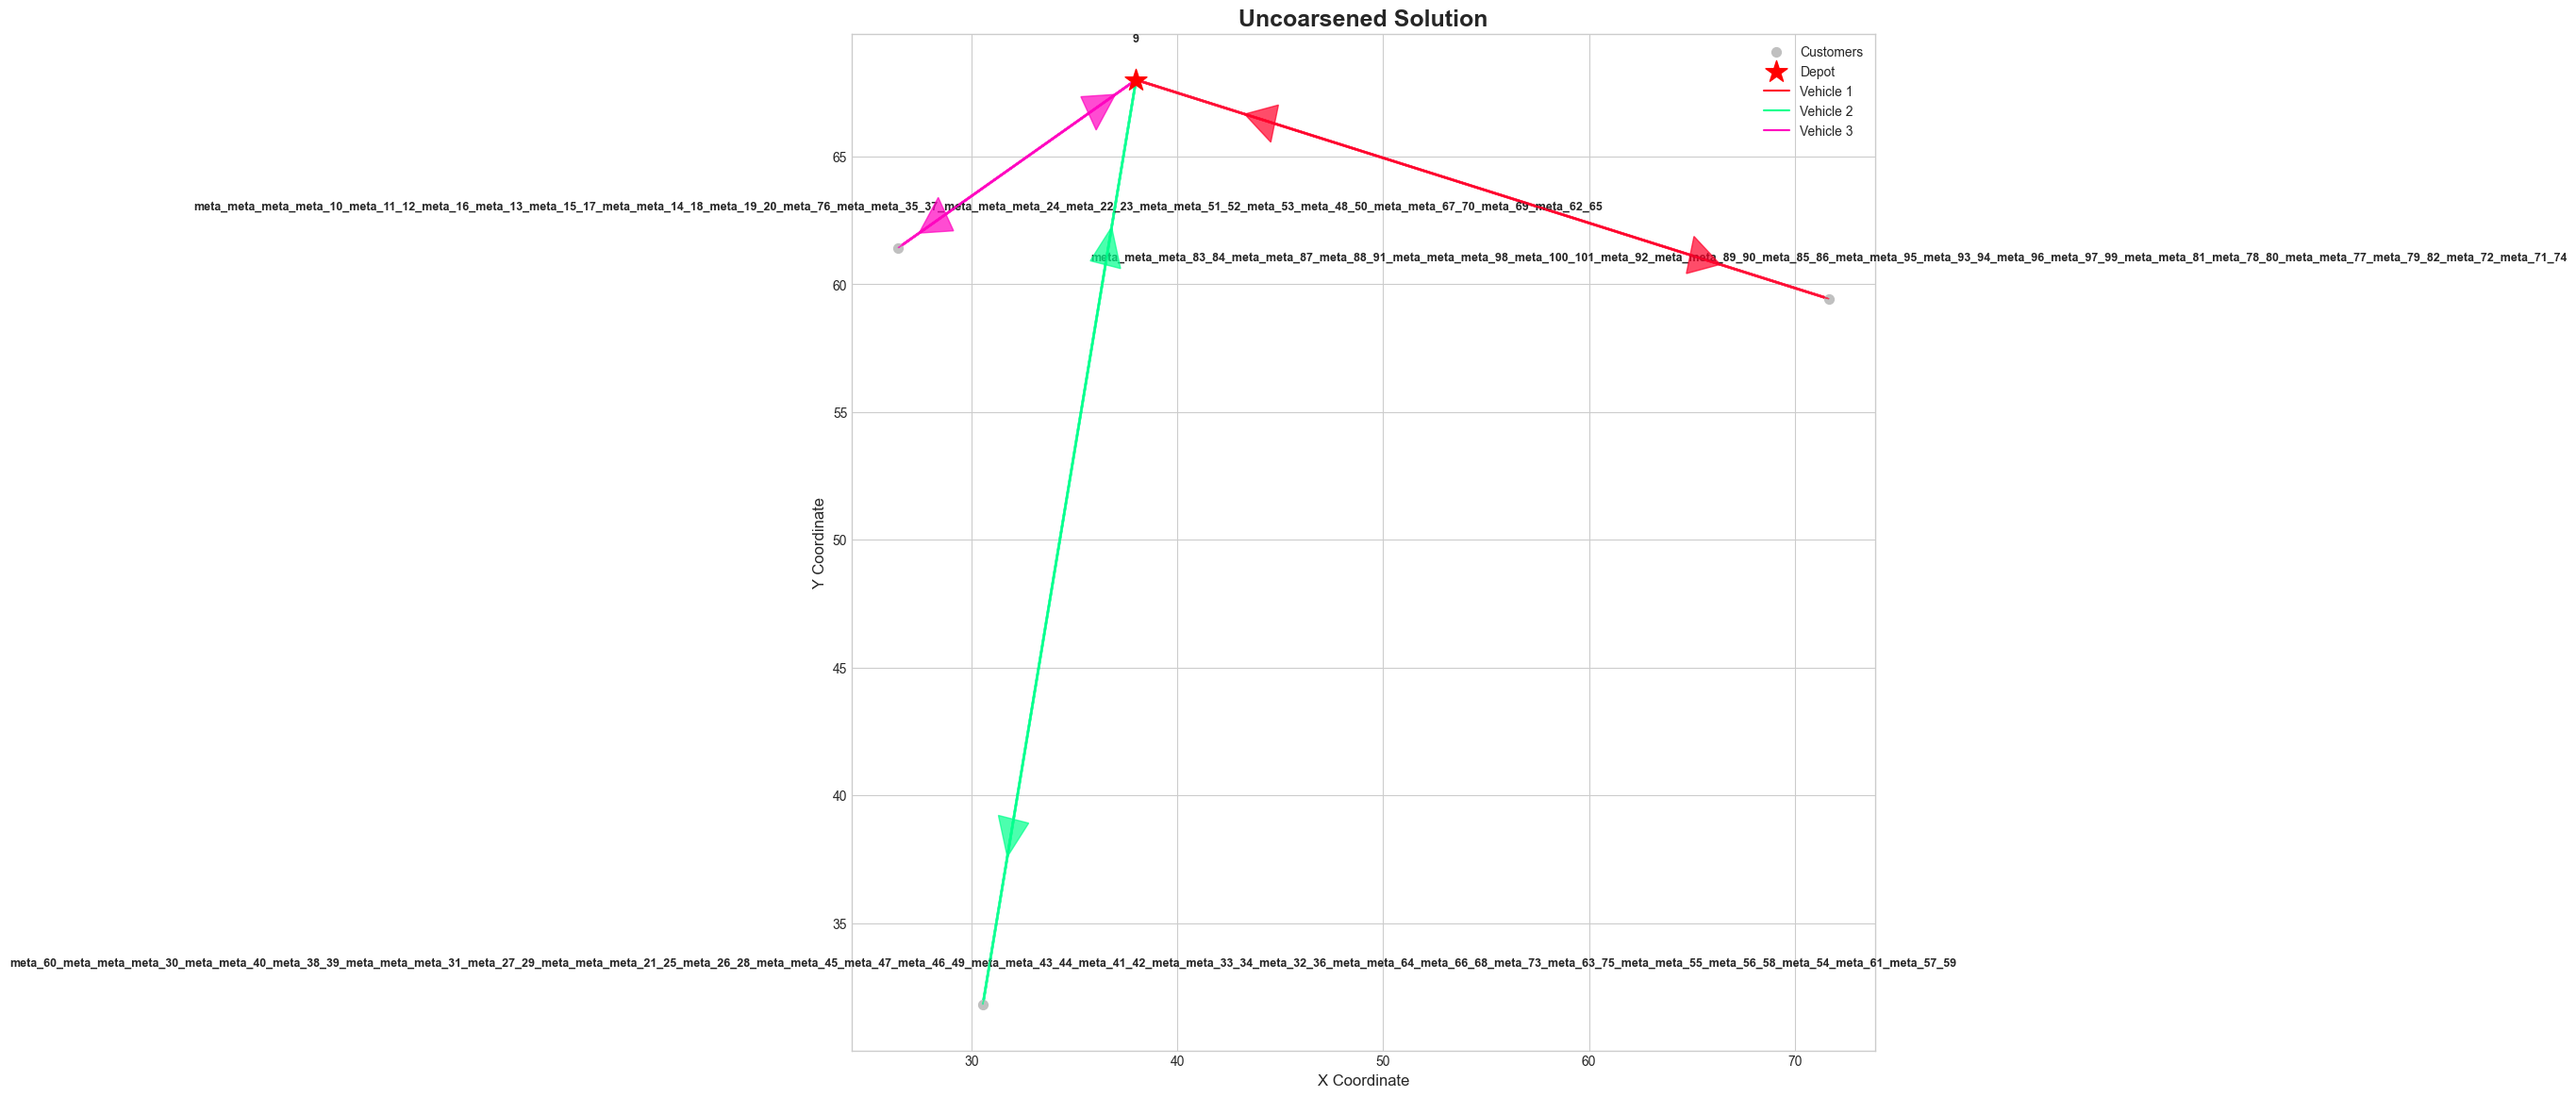 Uncoarsened Solution
9
Customers
Depot
Vehicle 1
Vehicle 2
Vehicle 3
65
meta_meta_meta_meta_10_meta_11_12_meta_16_meta_13_meta_15_17_meta_meta_14_18_meta_19_20_meta_76_meta_meta_35_37_meta_meta_meta_24_meta_22_23_meta_meta_51_52_meta_53_meta_48_50_meta_meta_67_70_meta_69_meta_62_65
meta_meta_meta_83_84_meta_meta_87_meta_88_91_meta_meta_meta_98_meta_100_101_meta_92_meta_meta_89_90_meta_85_86_meta_meta_95_meta_93_94_meta_96_meta_97_99_meta_meta_81_meta_78_80_meta_meta_77_meta_79_82_meta_72_meta_71_74
60
55
50
45
40
35
meta_60_meta_meta_meta_30_meta_meta_40_meta_38_39_meta_meta_meta_31_meta_27_29_meta_meta_meta_21_25_meta_26_28_meta_meta_45_meta_47_meta_46_49_meta_meta_43_44_meta_41_42_meta_meta_33_34_meta_32_36_meta_meta_64_meta_66_68_meta_73_meta_63_75_meta_meta_55_meta_56_58_meta_54_meta_61_meta_57_59
30
40
50
60
70
X Coordinate
Y Coordinate